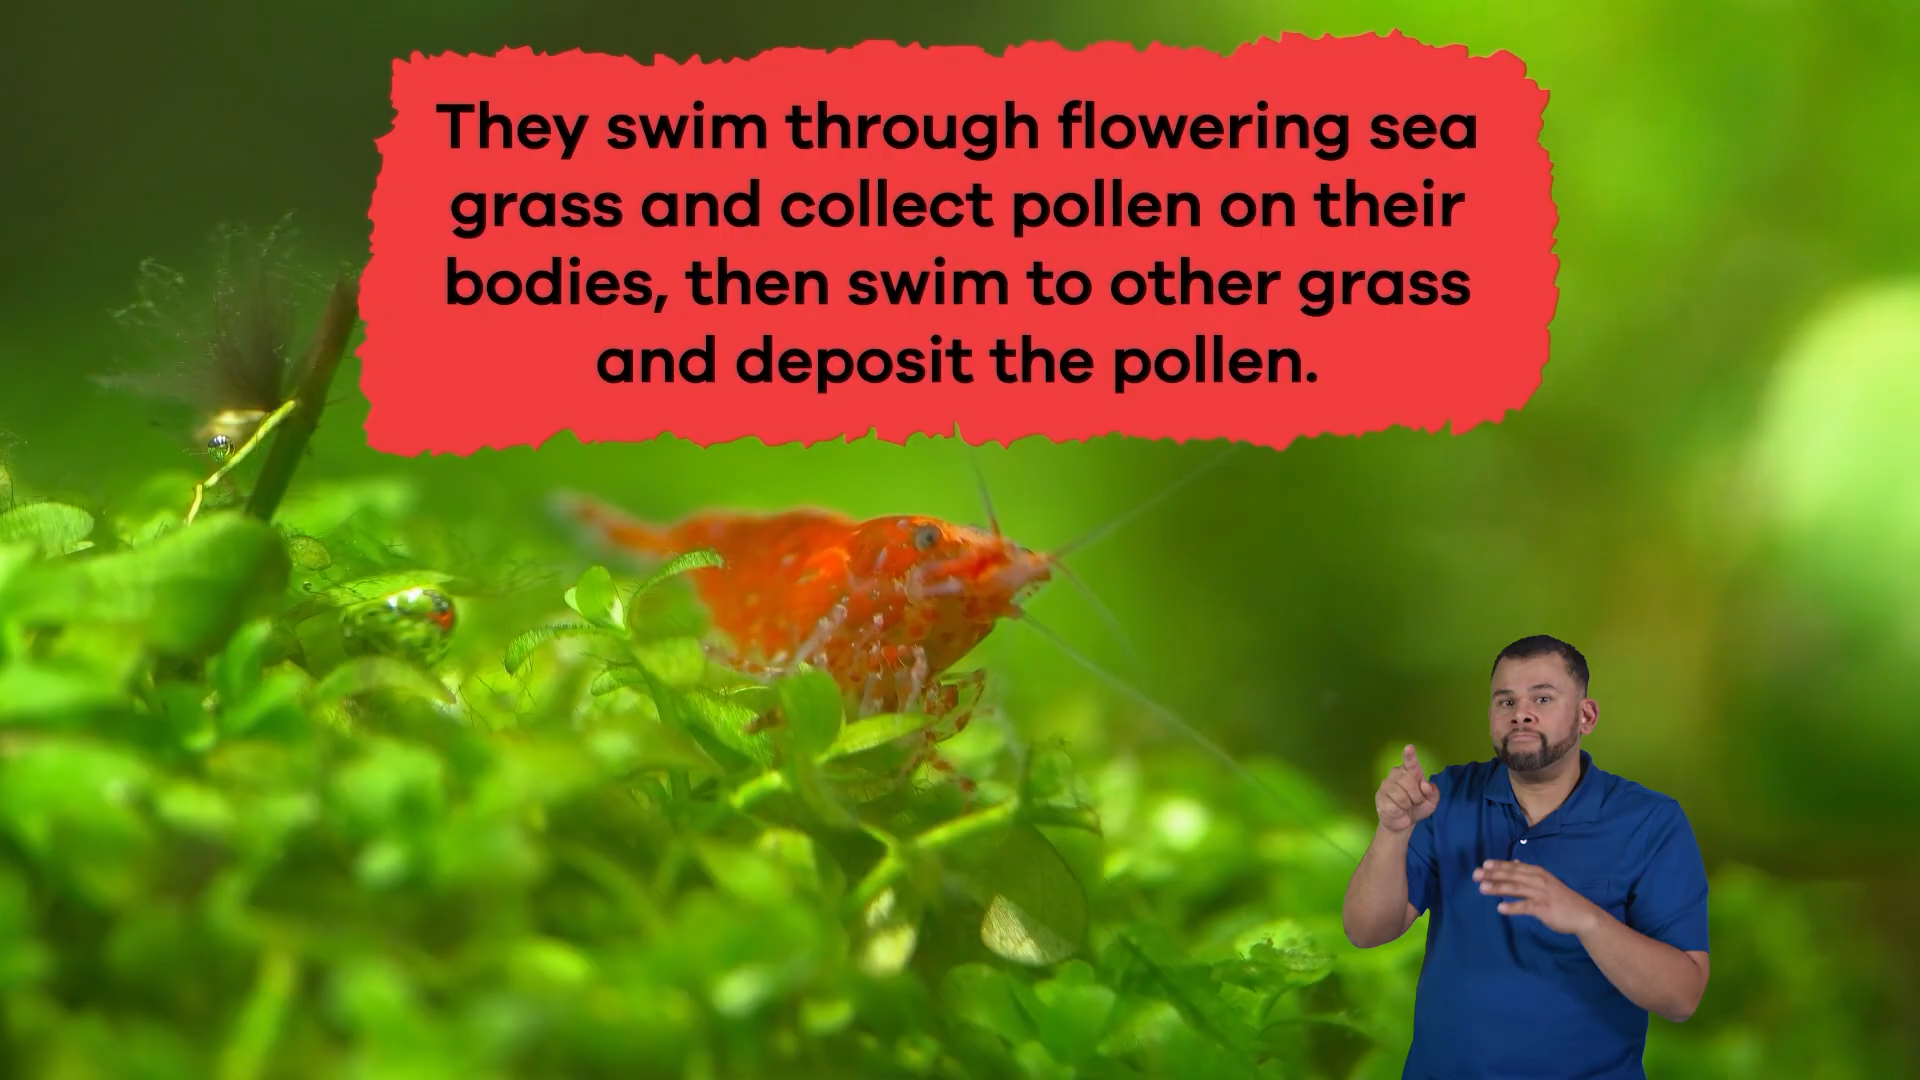 They swim through flowering sea
grass and collect pollen on their
bodies, then swim to other grass
and deposit the pollen.